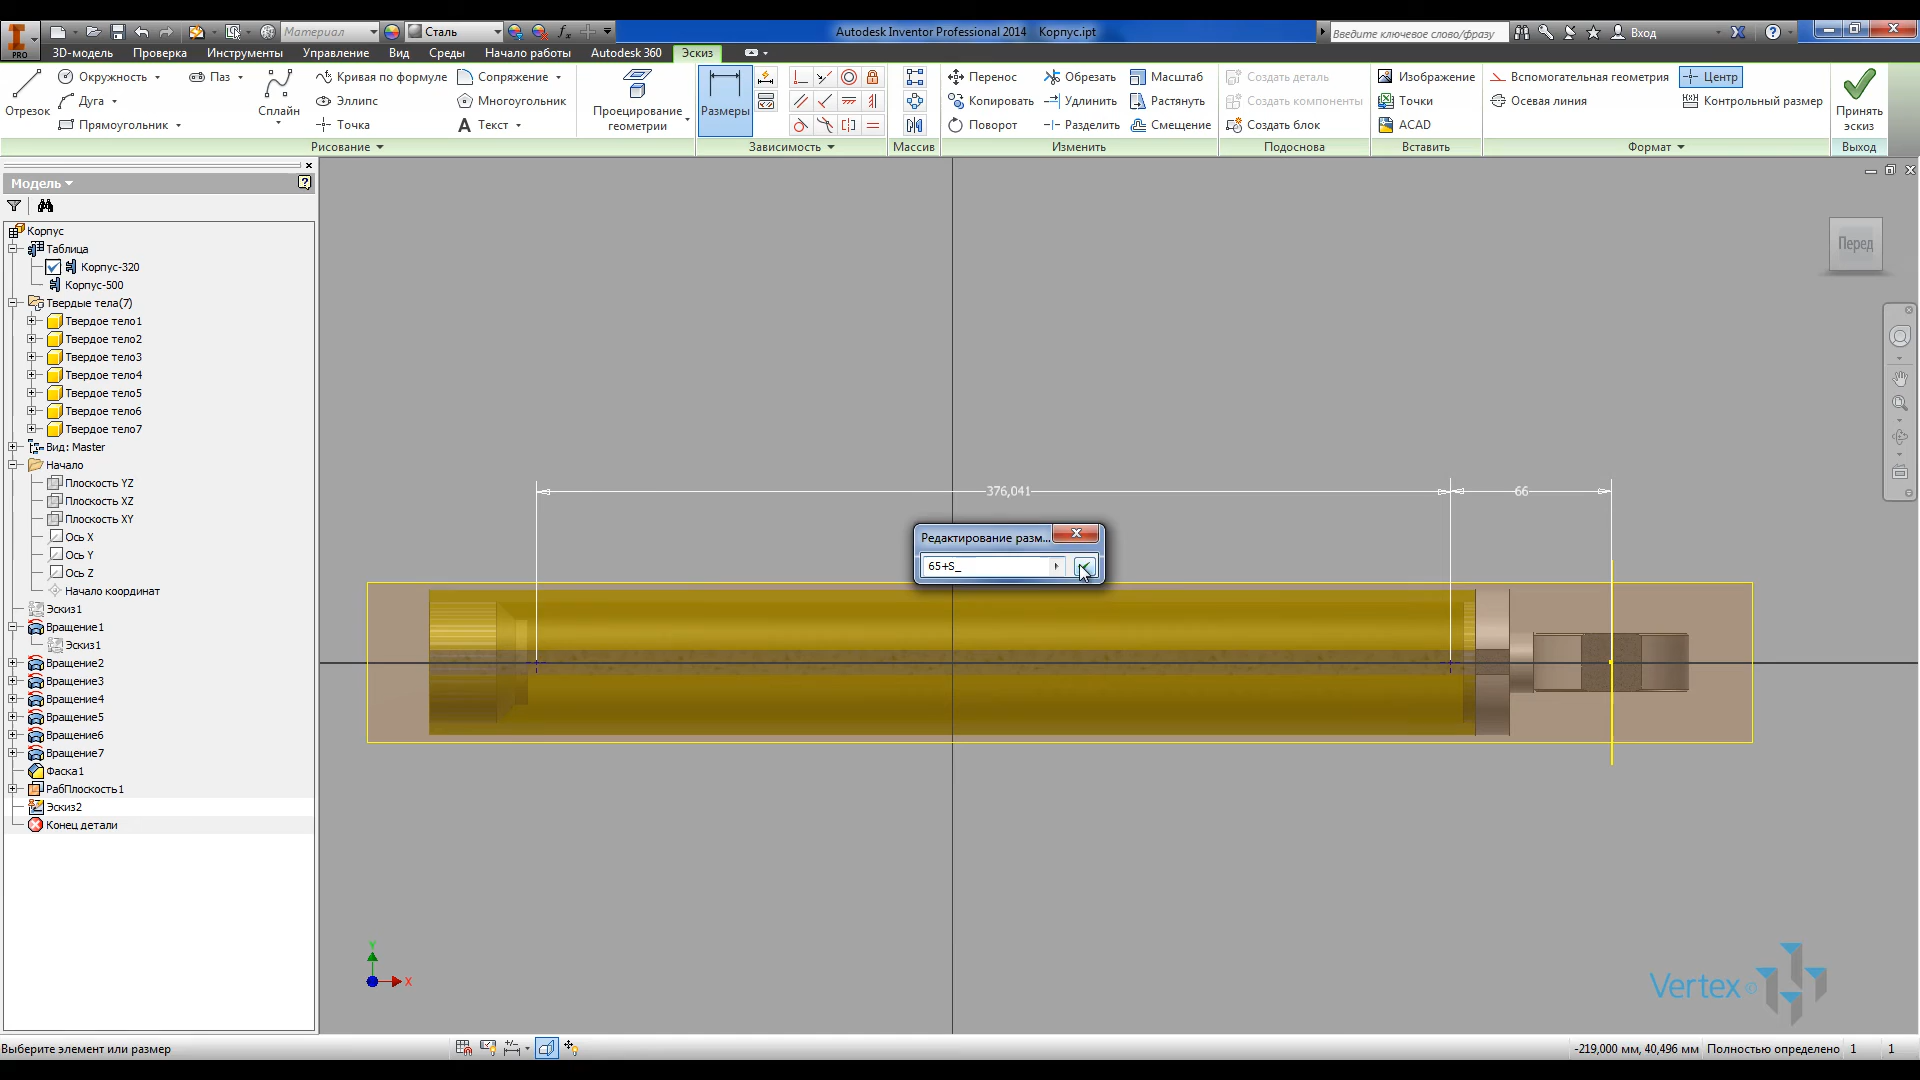 PRO
Материал
Сталь
Autodesk Inventor Professional 2014 Корпус.ipt
Введите ключевое слово/фразу
Вход
3D-модель Проверка Инструменты Управление Вид Среды Начало работы Autodesk 360 Эскиз
Отрезок
Окружность
Дуга
Прямоугольник
Паз
Сплайн
Кривая по формуле
Эллипс
Точка
Сопряжение
Многоугольник
Текст
Рисование
Проецирование геометрии
Размеры
Зависимость
Массив
Перенос
Копировать
Поворот
Обрезать
Удлинить
Разделить
Масштаб
Растянуть
Смещение
Изменить
Создать деталь
Создать компоненты
Создать блок
Подоснова
Изображение
Точки
ACAD
Вставить
Вспомогательная геометрия
Осевая линия
Центр
Контрольный размер
Формат
Принять
эскиз
Выход
Модель
Корпус
Таблица
Корпус-320
Корпус-500
Твердые тела(7)
Твердое тело1
Твердое тело2
Твердое тело3
Твердое тело4
Твердое тело5
Твердое тело6
Твердое тело7
Вид: Master
Начало
Плоскость YZ
Плоскость XZ
Плоскость XY
Ось X
Ось Y
Ось Z
Начало координат
Эскиз1
Вращение1
Эскиз1
Вращение2
Вращение3
Вращение4
Вращение5
Вращение6
Вращение7
Фаска1
РабПлоскость1
Эскиз2
Конец детали
Перед
376,041
66
Редактирование разм...
65+S_
Y
X
Vertex
Выберите элемент или размер
-219,000 мм, 40,496 мм Полностью определено 1 1